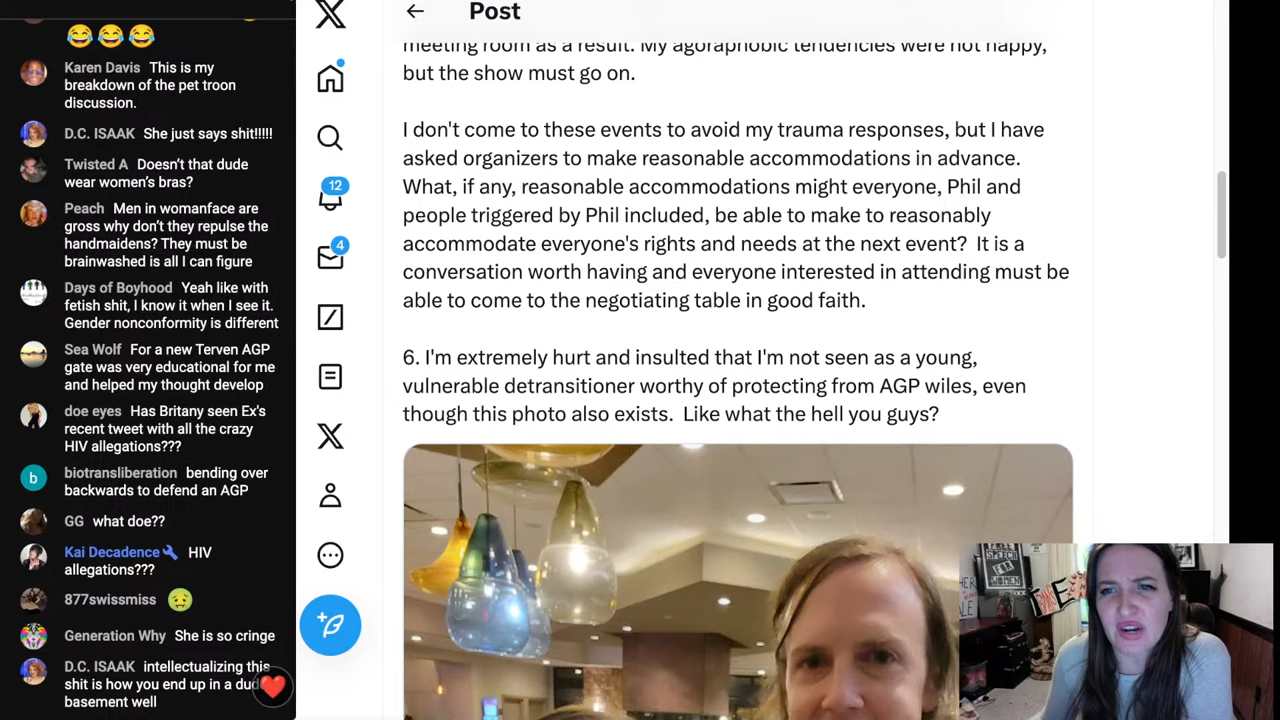 😂😂😂
Karen Davis This is my
breakdown of the pet troon
discussion.
D.C. ISAAK She just says shit!!!!!
Twisted A Doesn’t that dude
wear women’s bras?
Peach Men in womanface are
gross why don’t they repulse the
handmaidens? They must be
brainwashed is all I can figure
Days of Boyhood Yeah like with
fetish shit, I know it when I see it.
Gender nonconformity is different
Sea Wolf For a new Terven AGP
gate was very educational for me
and helped my thought develop
doe eyes Has Britany seen Ex's
recent tweet with all the crazy
HIV allegations???
biotransliberation bending over
backwards to defend an AGP
GG what doe??
Kai Decadence HIV
allegations???
877swissmiss 🤢
Generation Why She is so cringe
D.C. ISAAK intellectualizing this
shit is how you end up in a
basement well
12
4
Post
meeting room as a result. My agoraphobic tendencies were not happy,
but the show must go on.
I don't come to these events to avoid my trauma responses, but I have
asked organizers to make reasonable accommodations in advance.
What, if any, reasonable accommodations might everyone, Phil and
people triggered by Phil included, be able to make to reasonably
accommodate everyone's rights and needs at the next event? It is a
conversation worth having and everyone interested in attending must be
able to come to the negotiating table in good faith.
6. I'm extremely hurt and insulted that I'm not seen as a young,
vulnerable detransitioner worthy of protecting from AGP wiles, even
though this photo also exists. Like what the hell you guys?
SPEECH
FOR
WOMEN